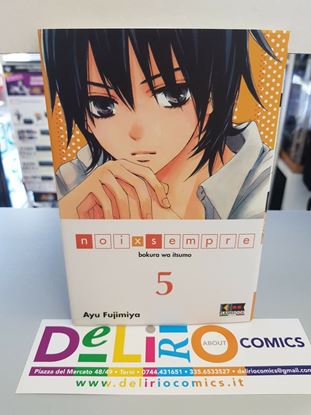 noi x sempre
bokura wa itsumo
5
Ayu Fujimiya
DeLiRiO ABOUT COMICS
Piazza del Mercato 48/49 - Terni - 0744.431651 - 335.6533527 - deliriocomics@gmail.com
www.deliriocomics.it